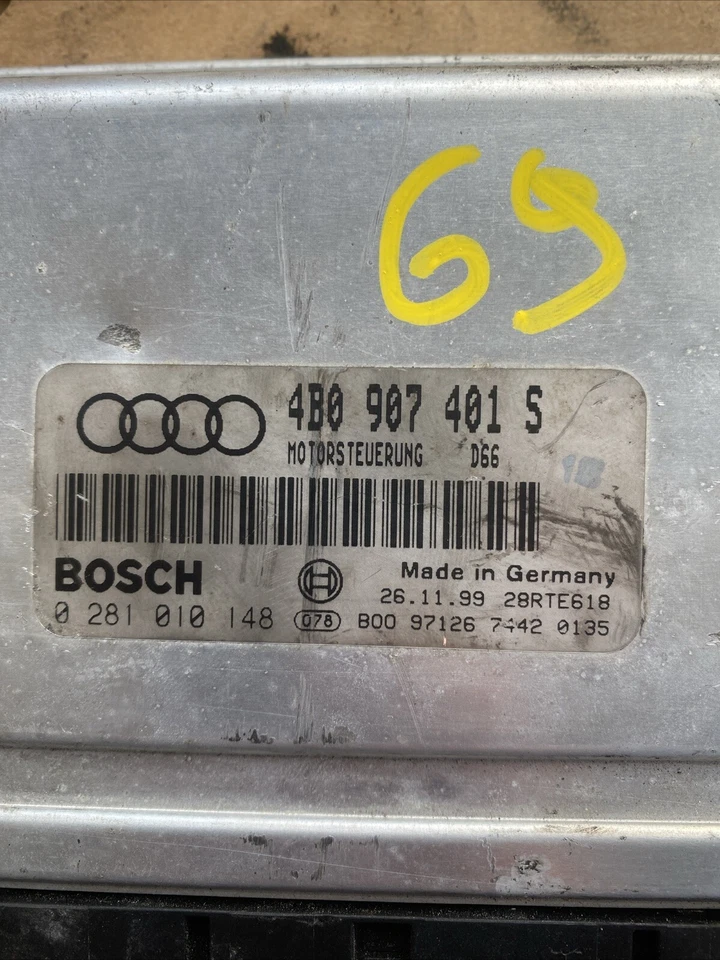 69
4B0 907 401 S
MOTORSTEUERUNG D66
18
BOSCH
Made in Germany
26.11.99 28RTE618
0 281 010 148 078 B00 97126 7442 0135